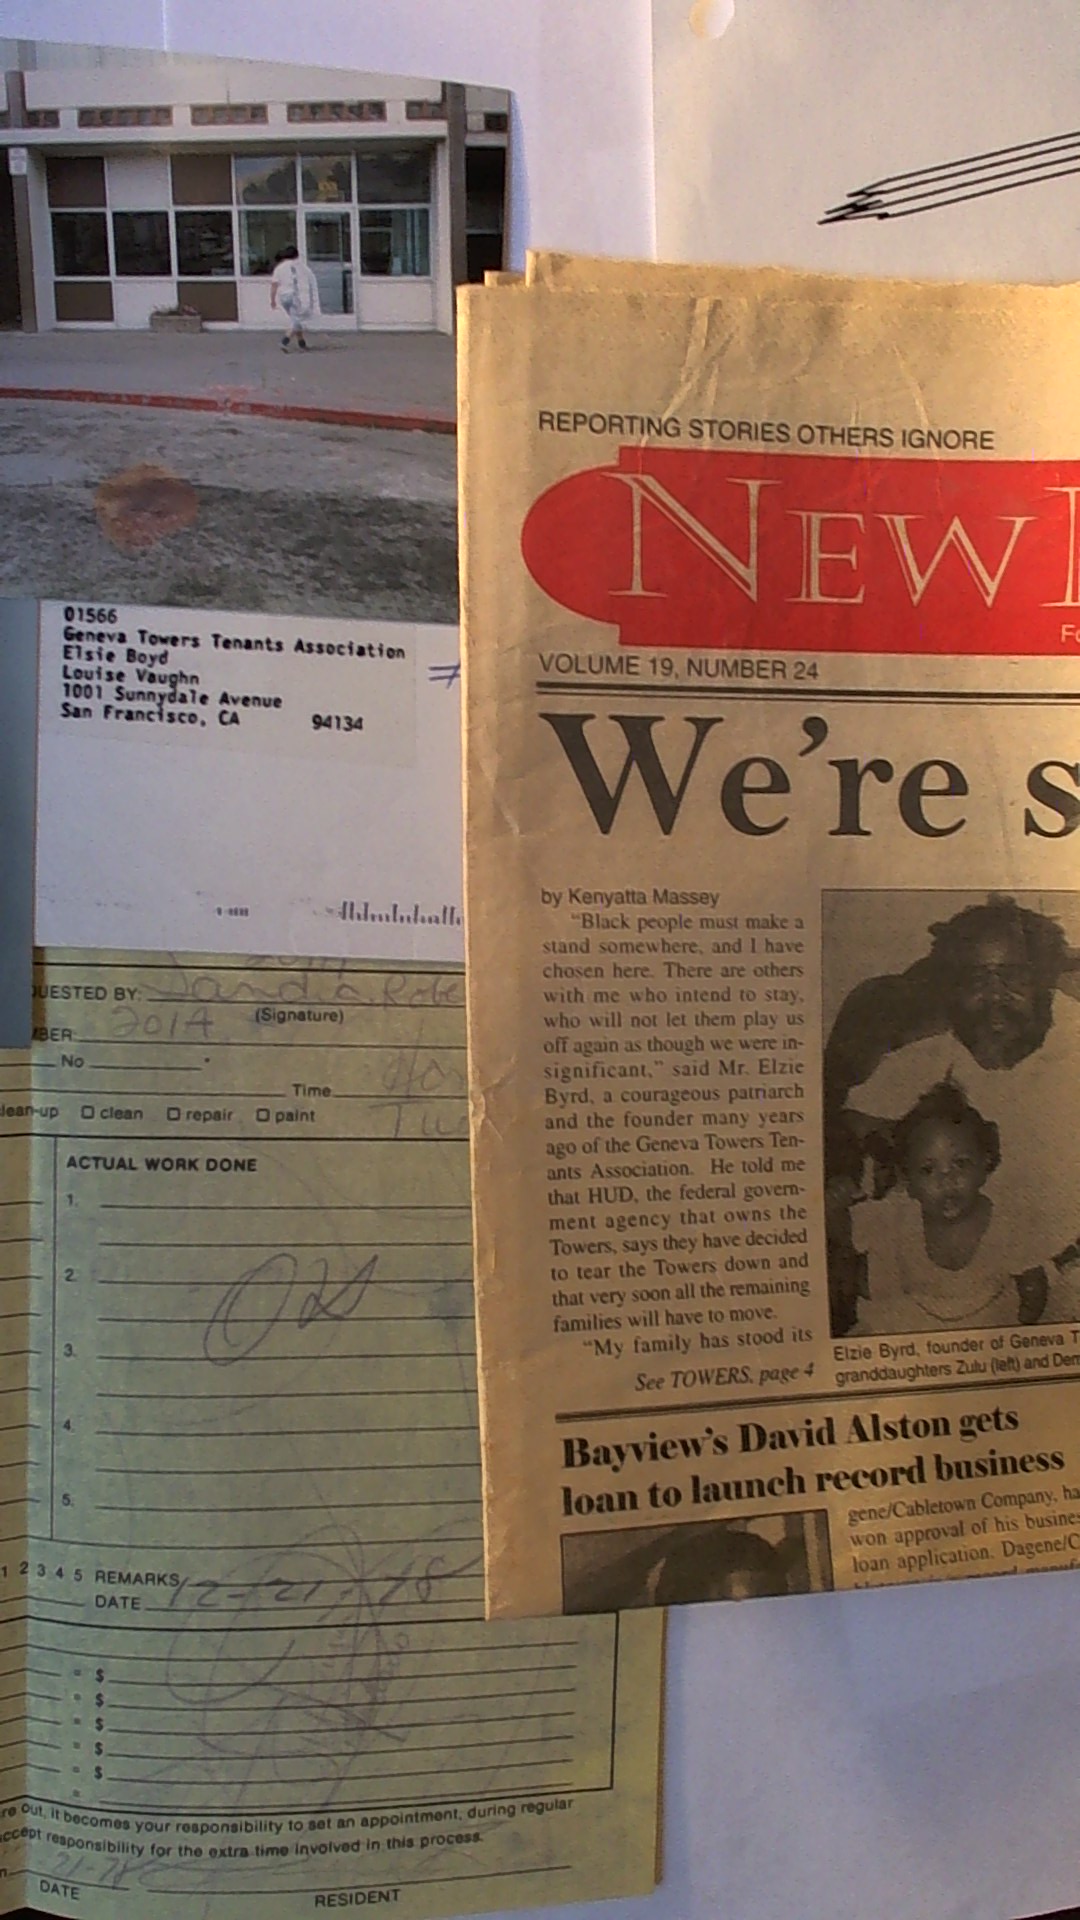 01566
Geneva Towers Tenants Association
Elsie Boyd
Louise Vaughn
1001 Sunnydale Avenue
San Francisco, CA 94134
QUESTED BY:
(Signature)
201A
No
Time
clean-up clean repair paint
ACTUAL WORK DONE
1.
2.
OK
3.
4.
5.
1 2 3 4 5 REMARKS
12-21-78
DATE
$
$
$
$
$
re out, it becomes your responsibility to set an appointment, during regular
accept responsibility for the extra time involved in this process.
DATE
RESIDENT
REPORTING STORIES OTHERS IGNORE
NEW
VOLUME 19, NUMBER 24
We're s
by Kenyatta Massey
"Black people must make a
stand somewhere, and I have
chosen here. There are others
with me who intend to stay,
who will not let them play us
off again as though we were in-
significant," said Mr. Elzie
Byrd, a courageous patriarch
and the founder many years
ago of the Geneva Towers Ten-
ants Association. He told me
that HUD, the federal govern-
ment agency that owns the
Towers, says they have decided
to tear the Towers down and
that very soon all the remaining
families will have to move.
"My family has stood its
See TOWERS, page 4
Elzie Byrd, founder of Geneva T
granddaughters Zulu (left) and Dem
Bayview's David Alston gets
loan to launch record business
gene/Cabletown Company, ha
won approval of his busine
loan application. Dagene/C